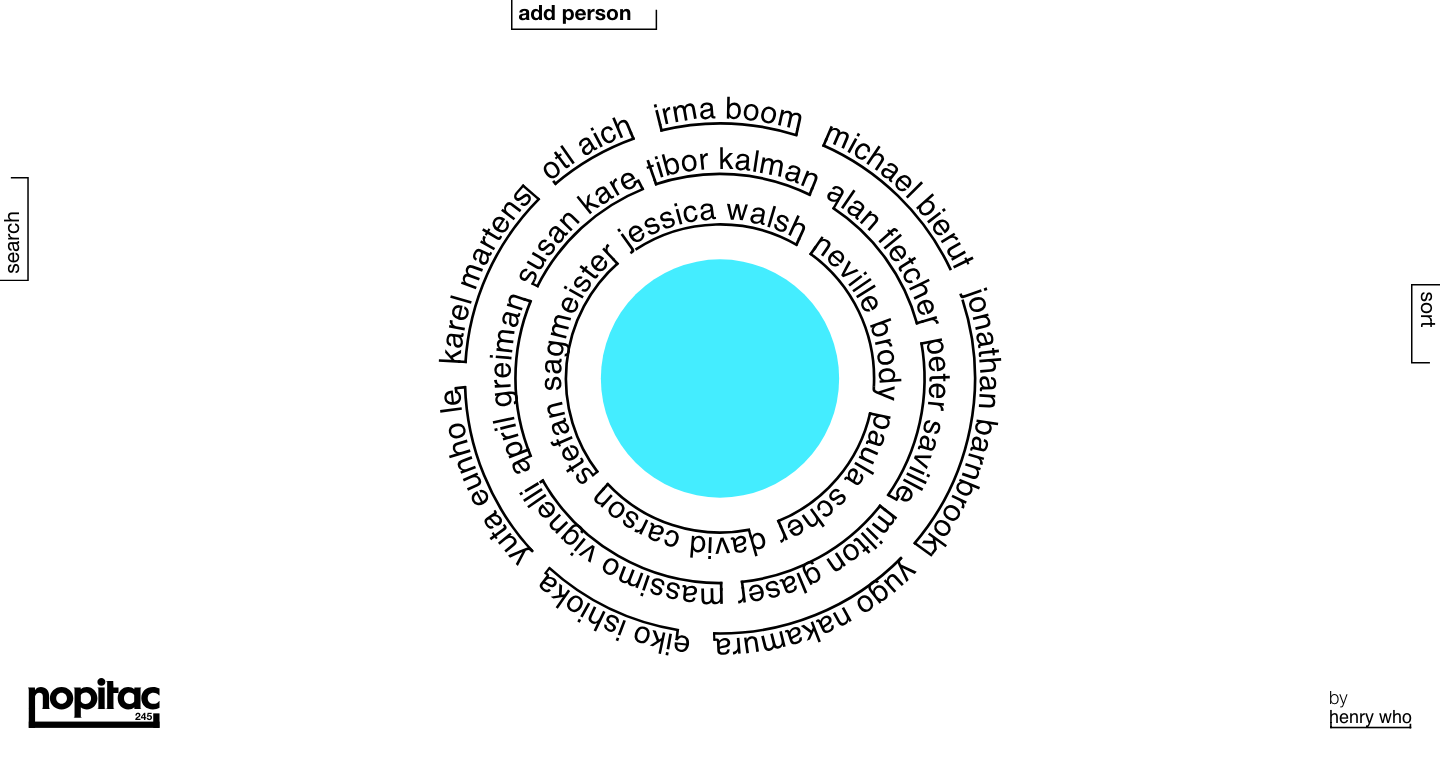 add person
search
sort
irma boom
michael bierut
jonathan barnbrook
yugo nakamura
eiko ishioka
yuta eunho le
karel martens
otl aich
tibor kalman
alan fletcher
peter saville
milton glaser
massimo vignelli
april greiman
susan kare
jessica walsh
neville brody
paula scher
david carson
stefan sagmeister
nopitac
245
by
henry who